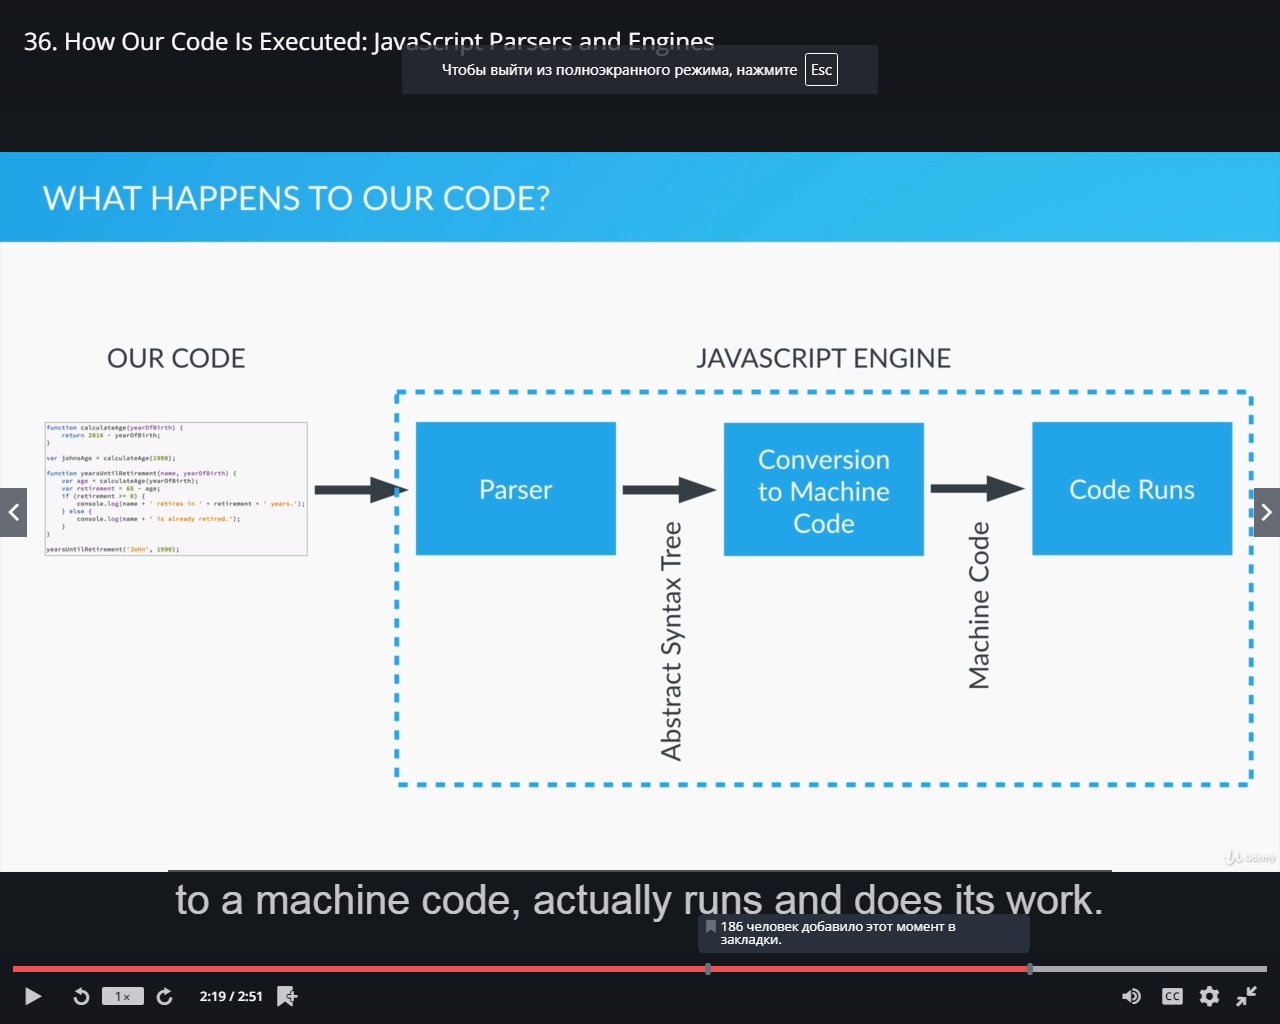 36. How Our Code Is Executed: JavaScript Parsers and Engines
Чтобы выйти из полноэкранного режима, нажмите Esc
WHAT HAPPENS TO OUR CODE?
OUR CODE
JAVASCRIPT ENGINE
function calculateAge(yearOfBirth) {
return 2016 - yearOfBirth;
}
var johnsAge = calculateAge(1990);
function yearsUntilRetirement(name, yearOfBirth) {
var age = calculateAge(yearOfBirth);
var retirement = 65 - age;
if (retirement >= 0) {
console.log(name + ' retires in ' + retirement + ' years.');
} else {
console.log(name + ' is already retired.');
}
}
yearsUntilRetirement('John', 1990);
Parser
Abstract Syntax Tree
Conversion
to Machine
Code
Machine Code
Code Runs
Udemy
to a machine code, actually runs and does its work.
186 человек добавило этот момент в
закладки.
1×
2:19 / 2:51
CC